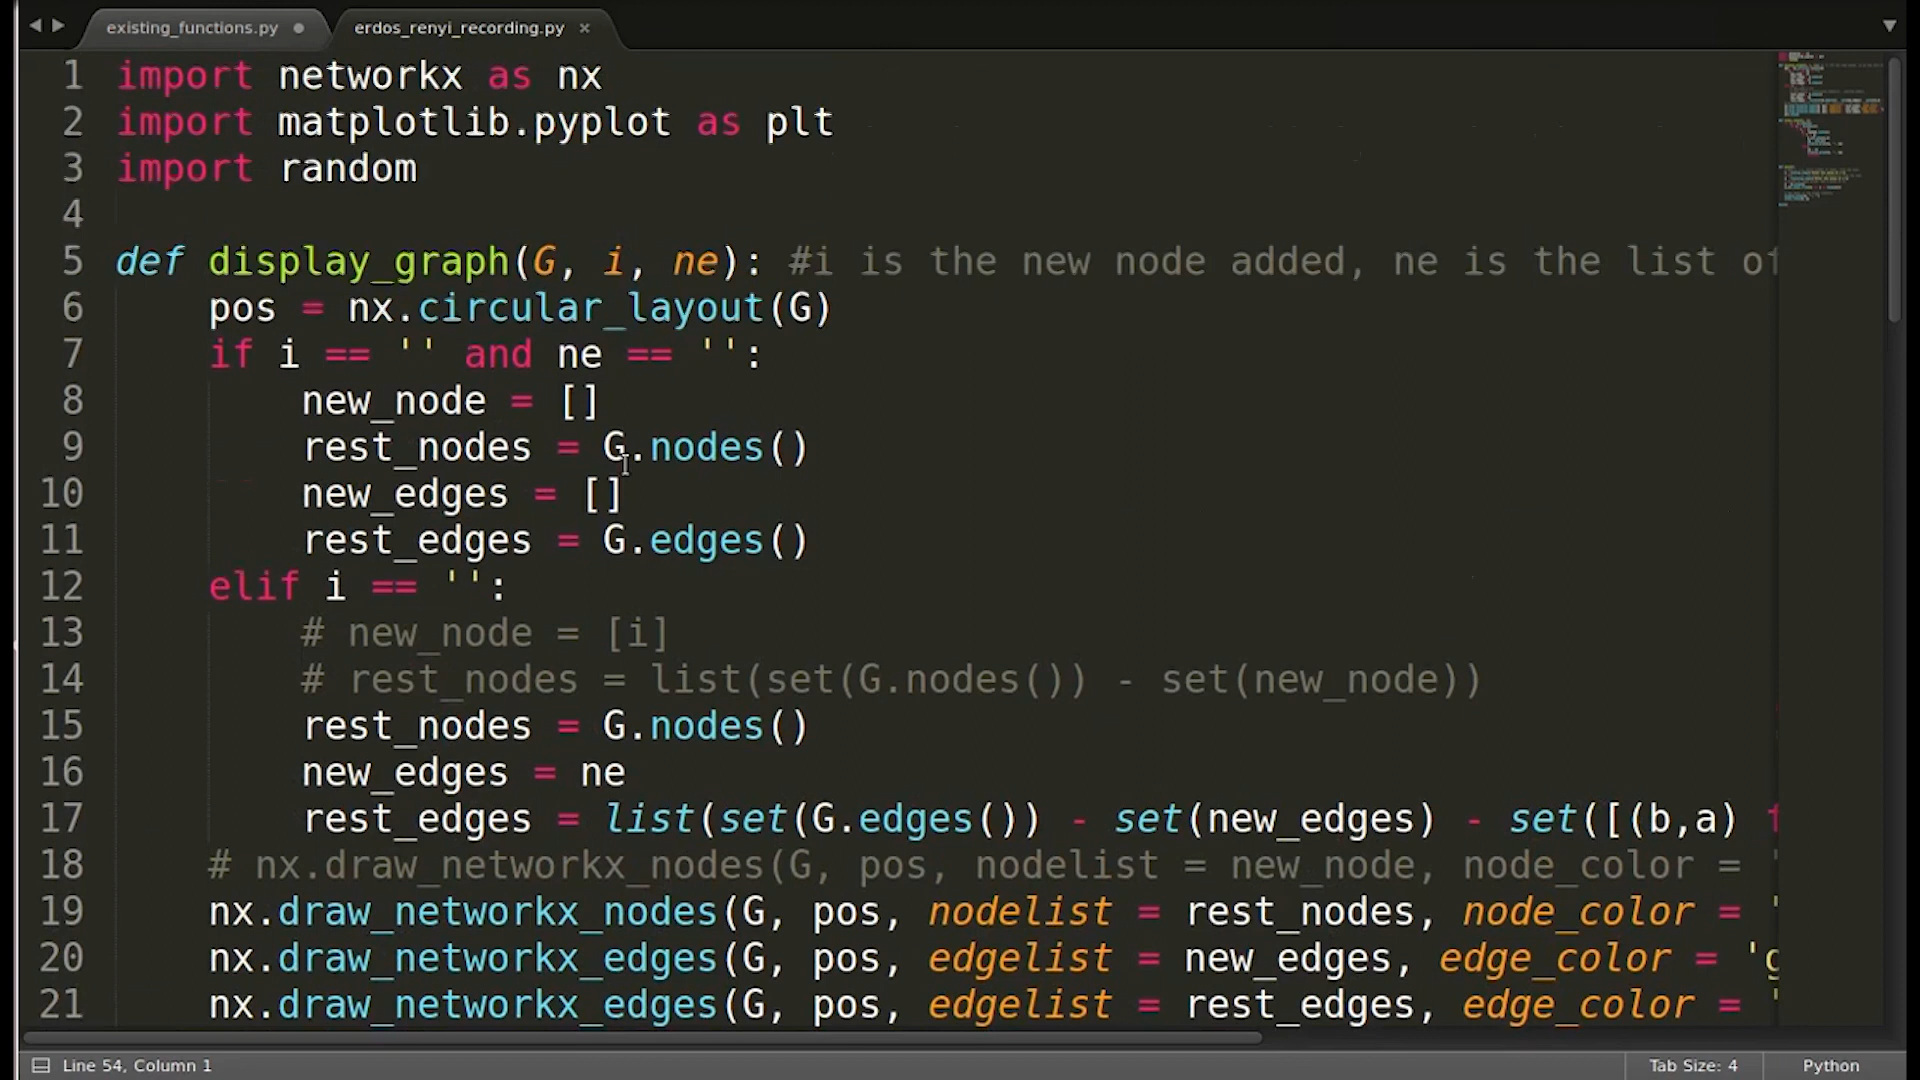 existing_functions.py
erdos_renyi_recording.py ×
1 import networkx as nx
2 import matplotlib.pyplot as plt
3 import random
4
5 def display_graph(G, i, ne): #i is the new node added, ne is the list of
6     pos = nx.circular_layout(G)
7     if i == '' and ne == '':
8         new_node = []
9         rest_nodes = G.nodes()
10         new_edges = []
11         rest_edges = G.edges()
12     elif i == '':
13         # new_node = [i]
14         # rest_nodes = list(set(G.nodes()) - set(new_node))
15         rest_nodes = G.nodes()
16         new_edges = ne
17         rest_edges = list(set(G.edges()) - set(new_edges) - set([(b,a) f
18     # nx.draw_networkx_nodes(G, pos, nodelist = new_node, node_color = '
19     nx.draw_networkx_nodes(G, pos, nodelist = rest_nodes, node_color = '
20     nx.draw_networkx_edges(G, pos, edgelist = new_edges, edge_color = 'g
21     nx.draw_networkx_edges(G, pos, edgelist = rest_edges, edge_color = '
Line 54, Column 1
Tab Size: 4
Python